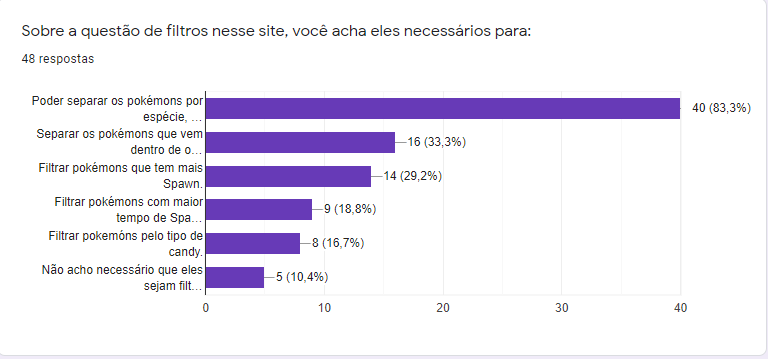 Sobre a questão de filtros nesse site, você acha eles necessários para:
48 respostas
Poder separar os pokémons por
espécie, …
40 (83,3%)
Separar os pokémons que vem
dentro de o…
16 (33,3%)
Filtrar pokémons que tem mais
Spawn.
14 (29,2%)
Filtrar pokémons com maior
tempo de Spa…
9 (18,8%)
Filtrar pokemóns pelo tipo de
candy.
8 (16,7%)
Não acho necessário que eles
sejam filt…
5 (10,4%)
0 10 20 30 40